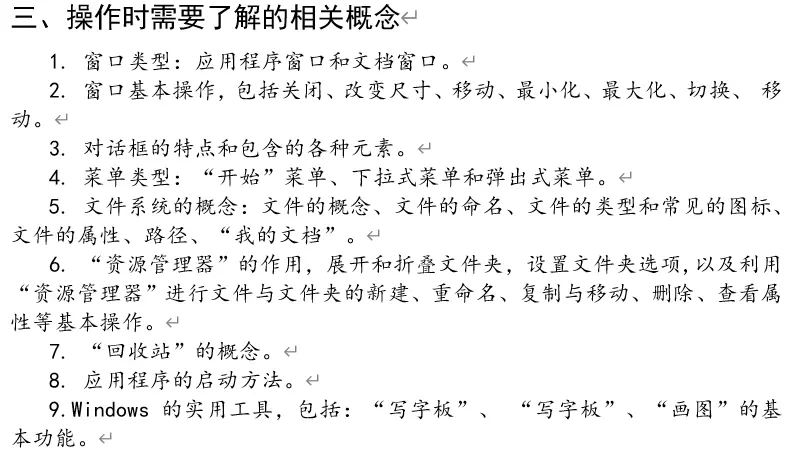 三、操作时需要了解的相关概念
1. 窗口类型：应用程序窗口和文档窗口。
2. 窗口基本操作，包括关闭、改变尺寸、移动、最小化、最大化、切换、 移
动。
3. 对话框的特点和包含的各种元素。
4. 菜单类型：“开始”菜单、下拉式菜单和弹出式菜单。
5. 文件系统的概念：文件的概念、文件的命名、文件的类型和常见的图标、
文件的属性、路径、“我的文档”。
6. “资源管理器”的作用，展开和折叠文件夹，设置文件夹选项，以及利用
“资源管理器”进行文件与文件夹的新建、重命名、复制与移动、删除、查看属
性等基本操作。
7. “回收站”的概念。
8. 应用程序的启动方法。
9.Windows 的实用工具，包括：“写字板”、 “写字板”、“画图”的基
本功能。